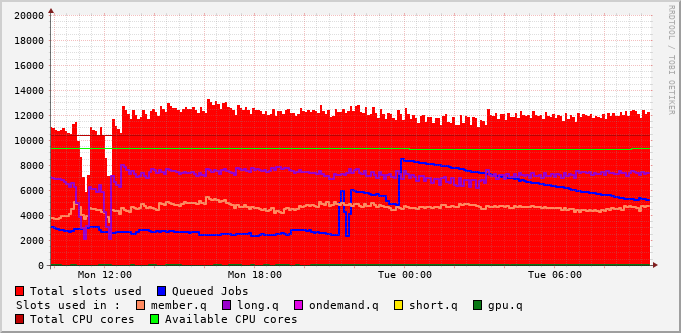 20000
18000
16000
14000
12000
10000
8000
6000
4000
2000
0
Mon 12:00 Mon 18:00 Tue 00:00 Tue 06:00
Total slots used Queued Jobs
Slots used in : member.q long.q ondemand.q short.q gpu.q
Total CPU cores Available CPU cores
RRDTOOL / TOBI OETIKER